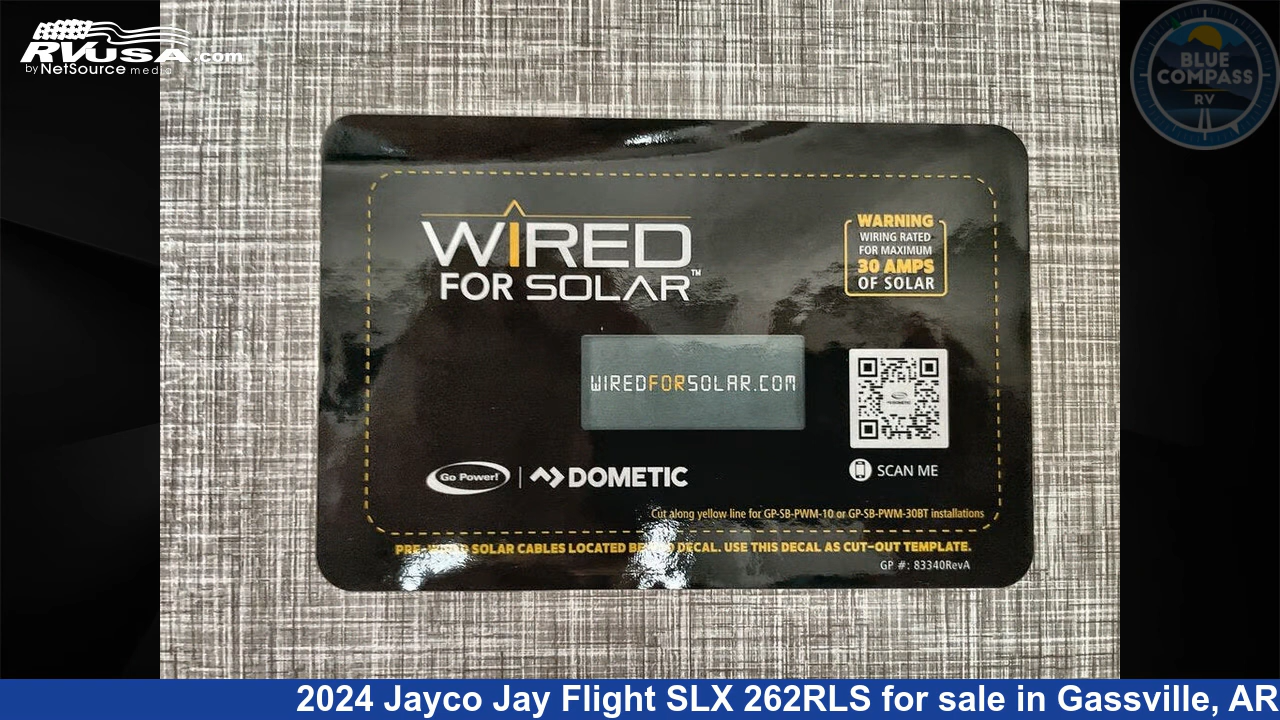 RVUSA.com
by NetSource media
BLUE
COMPASS
RV
WIRED
FOR SOLAR™
WARNING
WIRING RATED
FOR MAXIMUM
30 AMPS
OF SOLAR
WIREDFORSOLAR.COM
SCAN ME
Go Power! | DOMETIC
Cut along yellow line for GP-SB-PWM-10 or GP-SB-PWM-30BT installations
PRE-WIRED SOLAR CABLES LOCATED BEHIND DECAL. USE THIS DECAL AS CUT-OUT TEMPLATE.
GP #: 83340RevA
2024 Jayco Jay Flight SLX 262RLS for sale in Gassville, AR